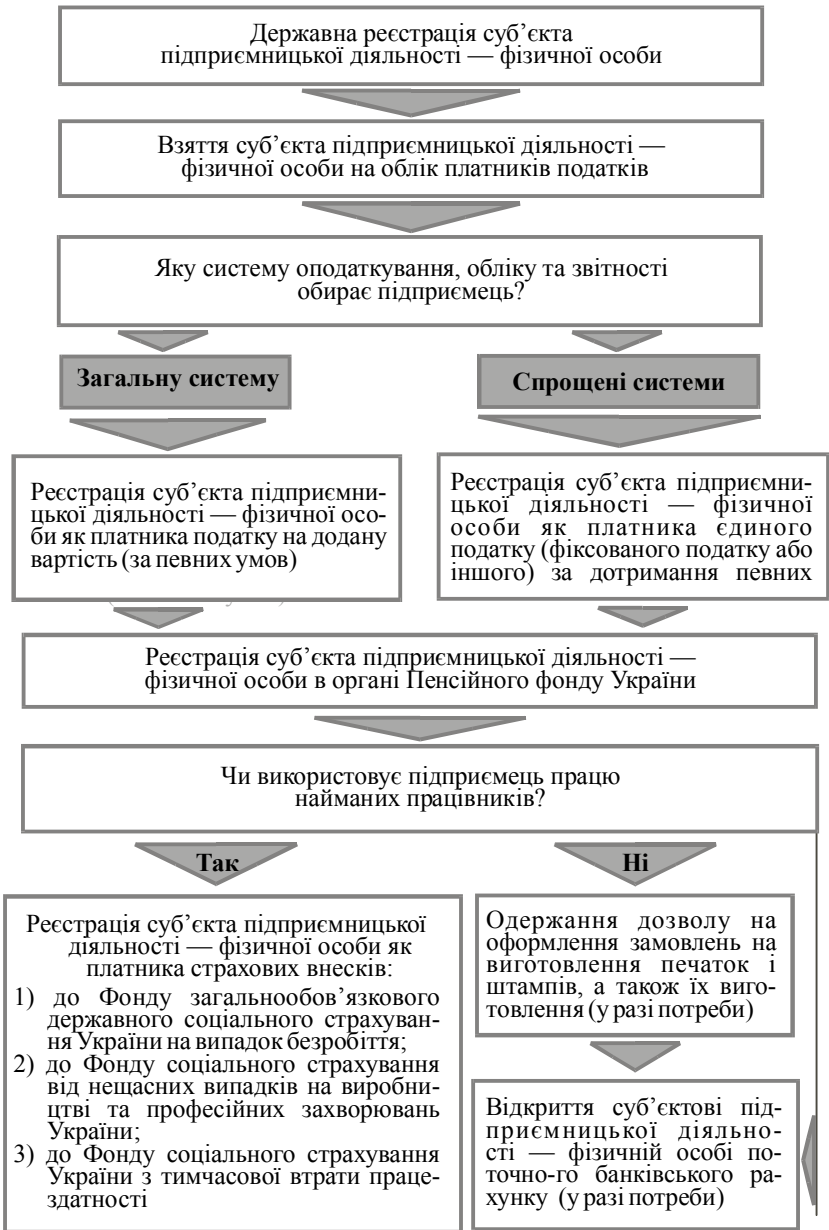 Державна реєстрація суб’єкта
підприємницької діяльності — фізичної особи
Взяття суб’єкта підприємницької діяльності —
фізичної особи на облік платників податків
Яку систему оподаткування, обліку та звітності
обирає підприємець?
Загальну систему
Спрощені системи
Реєстрація суб’єкта підприємни-
цької діяльності — фізичної осо-
би як платника податку на додану
вартість (за певних умов)
Реєстрація суб’єкта підприємни-
цької діяльності — фізичної
особи як платника єдиного
податку (фіксованого податку або
іншого) за дотримання певних
Реєстрація суб’єкта підприємницької діяльності —
фізичної особи в органі Пенсійного фонду України
Чи використовує підприємець працю
найманих працівників?
Так
Ні
Реєстрація суб’єкта підприємницької
діяльності — фізичної особи як
платника страхових внесків:
1) до Фонду загальнообов’язкового
державного соціального страхуван-
ня України на випадок безробіття;
2) до Фонду соціального страхування
від нещасних випадків на виробни-
цтві та професійних захворювань
України;
3) до Фонду соціального страхування
України з тимчасової втрати праце-
здатності
Одержання дозволу на
оформлення замовлень на
виготовлення печаток і
штампів, а також їх виго-
товлення (у разі потреби)
Відкриття суб’єктові під-
приємницької діяльно-
сті — фізичній особі по-
точно-го банківського ра-
хунку (у разі потреби)